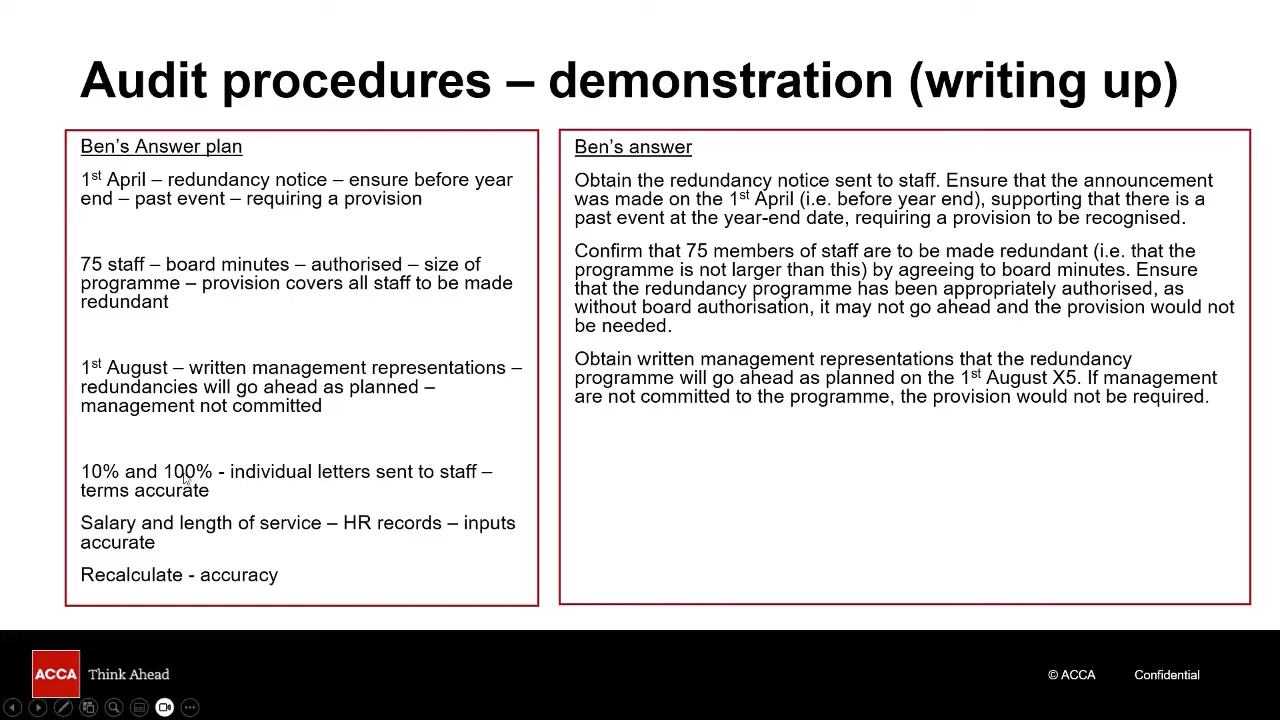 Audit procedures – demonstration (writing up)
Ben's Answer plan
1st April – redundancy notice – ensure before year
end – past event – requiring a provision
75 staff – board minutes – authorised – size of
programme – provision covers all staff to be made
redundant
1st August – written management representations –
redundancies will go ahead as planned –
management not committed
10% and 100% - individual letters sent to staff –
terms accurate
Salary and length of service – HR records – inputs
accurate
Recalculate - accuracy
Ben's answer
Obtain the redundancy notice sent to staff. Ensure that the announcement
was made on the 1st April (i.e. before year end), supporting that there is a
past event at the year-end date, requiring a provision to be recognised.
Confirm that 75 members of staff are to be made redundant (i.e. that the
programme is not larger than this) by agreeing to board minutes. Ensure
that the redundancy programme has been appropriately authorised, as
without board authorisation, it may not go ahead and the provision would not
be needed.
Obtain written management representations that the redundancy
programme will go ahead as planned on the 1st August X5. If management
are not committed to the programme, the provision would not be required.
ACCA
Think Ahead
© ACCA
Confidential